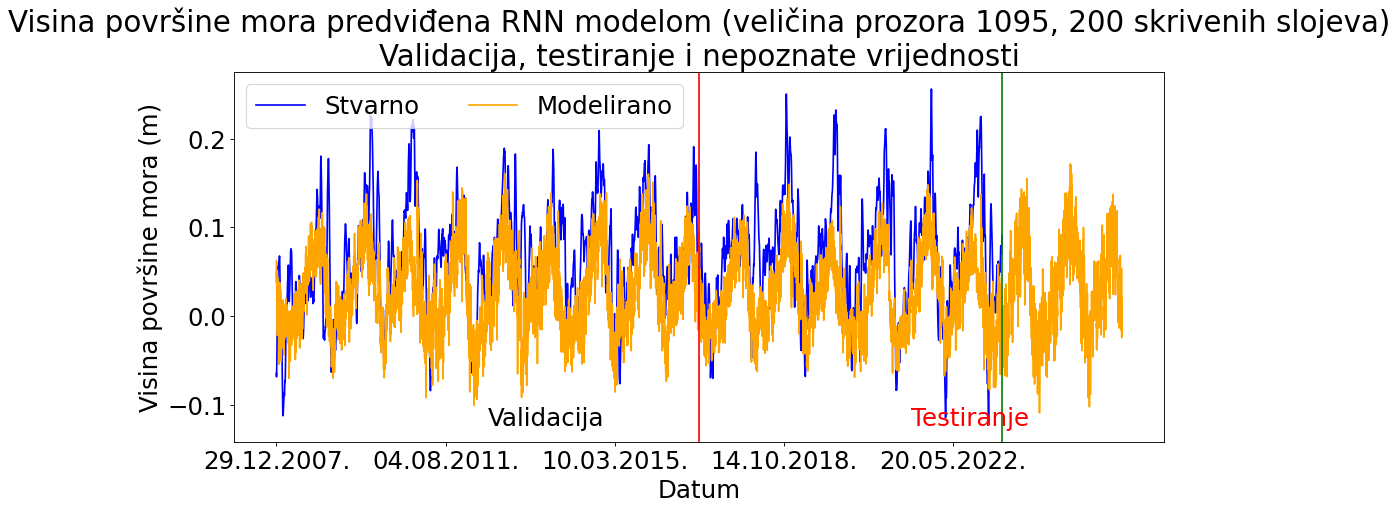 Visina površine mora predviđena RNN modelom (veličina prozora 1095, 200 skrivenih slojeva)
Validacija, testiranje i nepoznate vrijednosti
Stvarno
Modelirano
Visina površine mora (m)
0.2
0.1
0.0
−0.1
Validacija
Testiranje
29.12.2007.
04.08.2011.
10.03.2015.
14.10.2018.
20.05.2022.
Datum